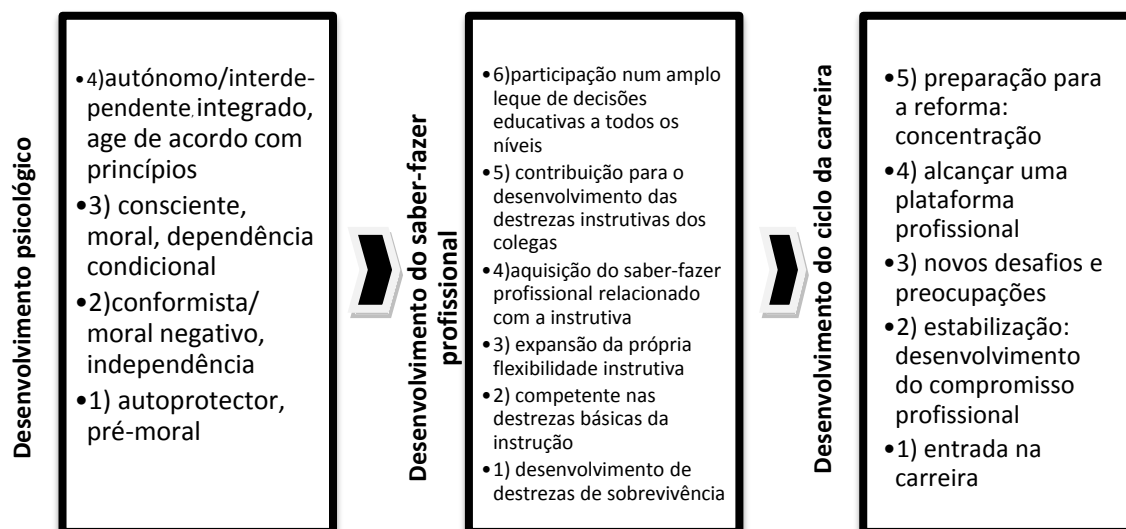 Desenvolvimento psicológico
•4)autónomo/interde-
pendente, integrado,
age de acordo com
princípios
•3) consciente,
moral, dependência
condicional
•2)conformista/
moral negativo,
independência
•1) autoprotector,
pré-moral
Desenvolvimento do saber-fazer
profissional
•6)participação num amplo
leque de decisões
educativas a todos os
níveis
•5) contribuição para o
desenvolvimento das
destrezas instrutivas dos
colegas
•4)aquisição do saber-fazer
profissional relacionado
com a instrutiva
•3) expansão da própria
flexibilidade instrutiva
•2) competente nas
destrezas básicas da
instrução
•1) desenvolvimento de
destrezas de sobrevivência
Desenvolvimento do ciclo da carreira
•5) preparação para
a reforma:
concentração
•4) alcançar uma
plataforma
profissional
•3) novos desafios e
preocupações
•2) estabilização:
desenvolvimento
do compromisso
profissional
•1) entrada na
carreira